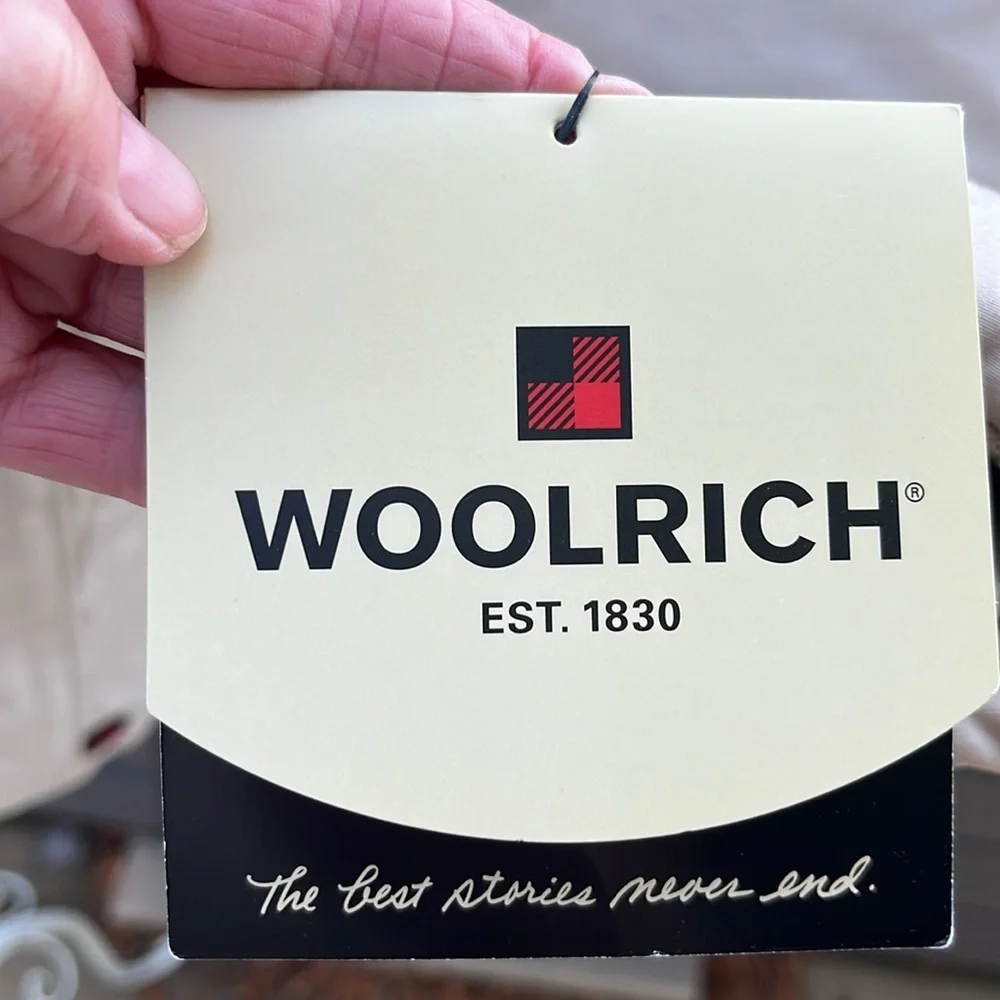 WOOLRICH®
EST. 1830
The best stories never end.